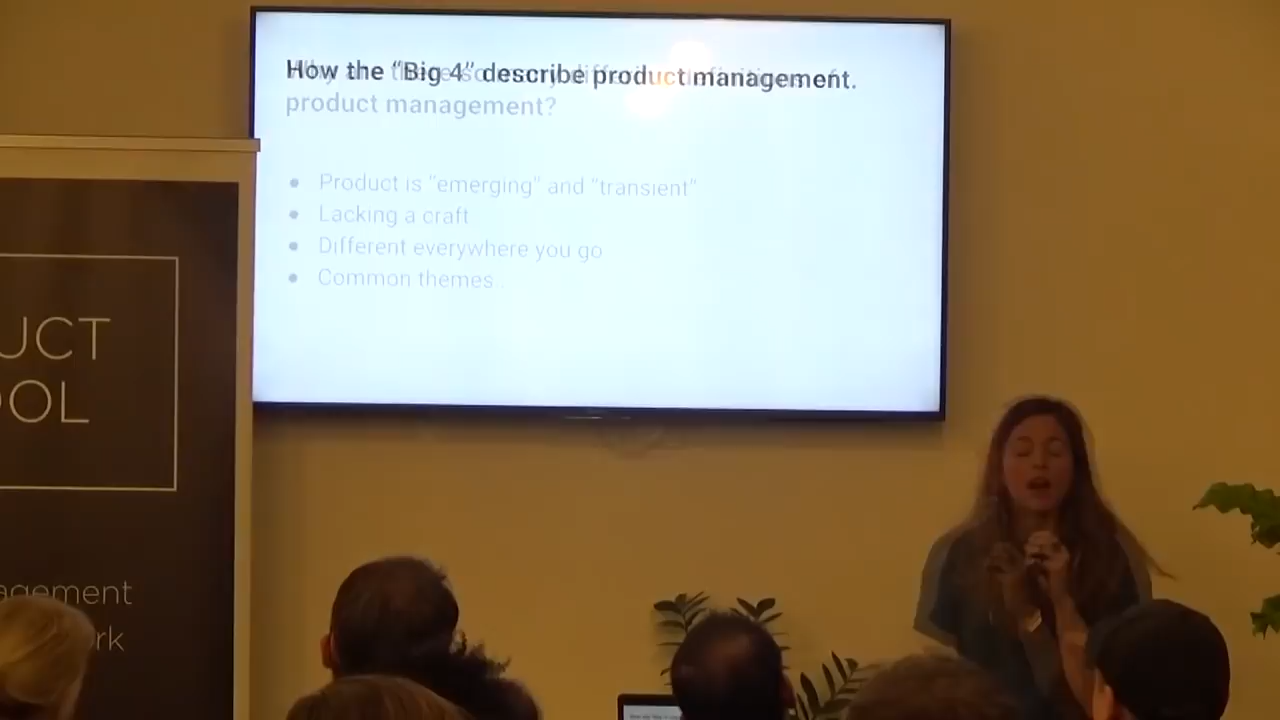 How the “Big 4” describe product management.
product management?
● Product is “emerging” and “transient”
● Lacking a craft
● Different everywhere you go
● Common themes
UCT
OOL
agement
rk